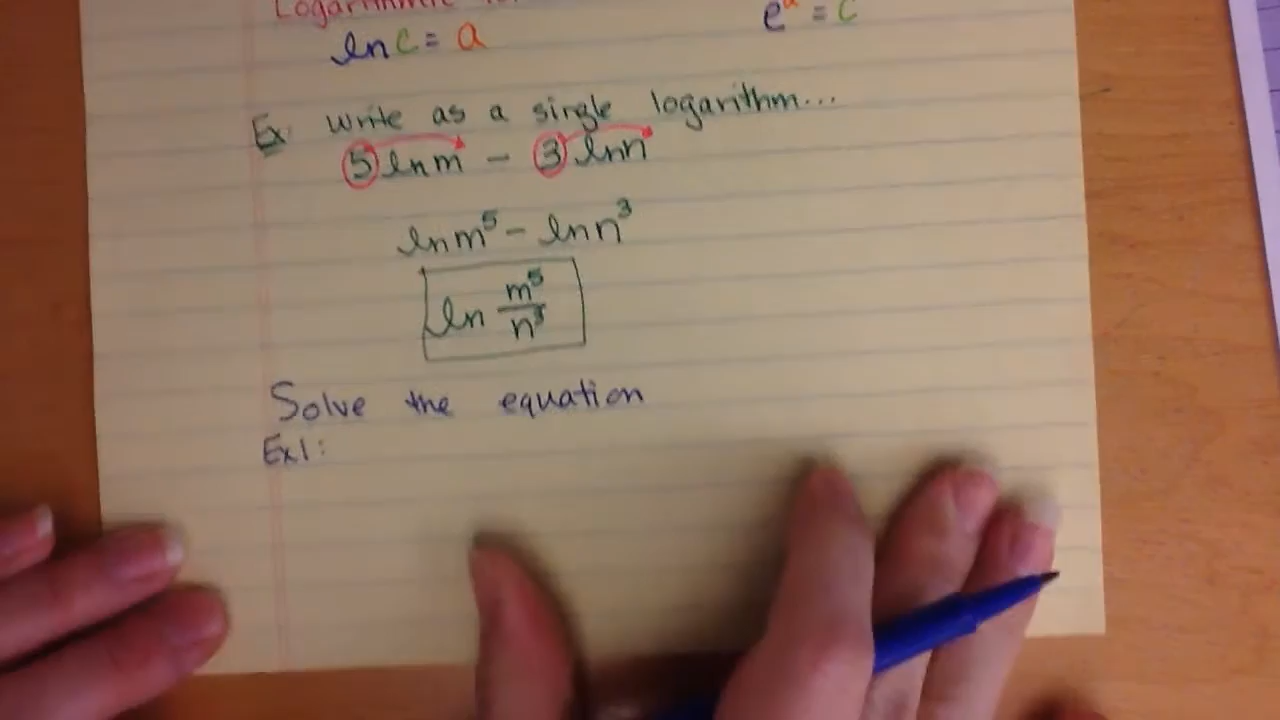 Logarithmic
ln c = a
e^a = c
Ex write as a single logarithm...
5 ln m - 3 ln n
ln m^5 - ln n^3
ln m^5/n^3
Solve the equation
Ex1: